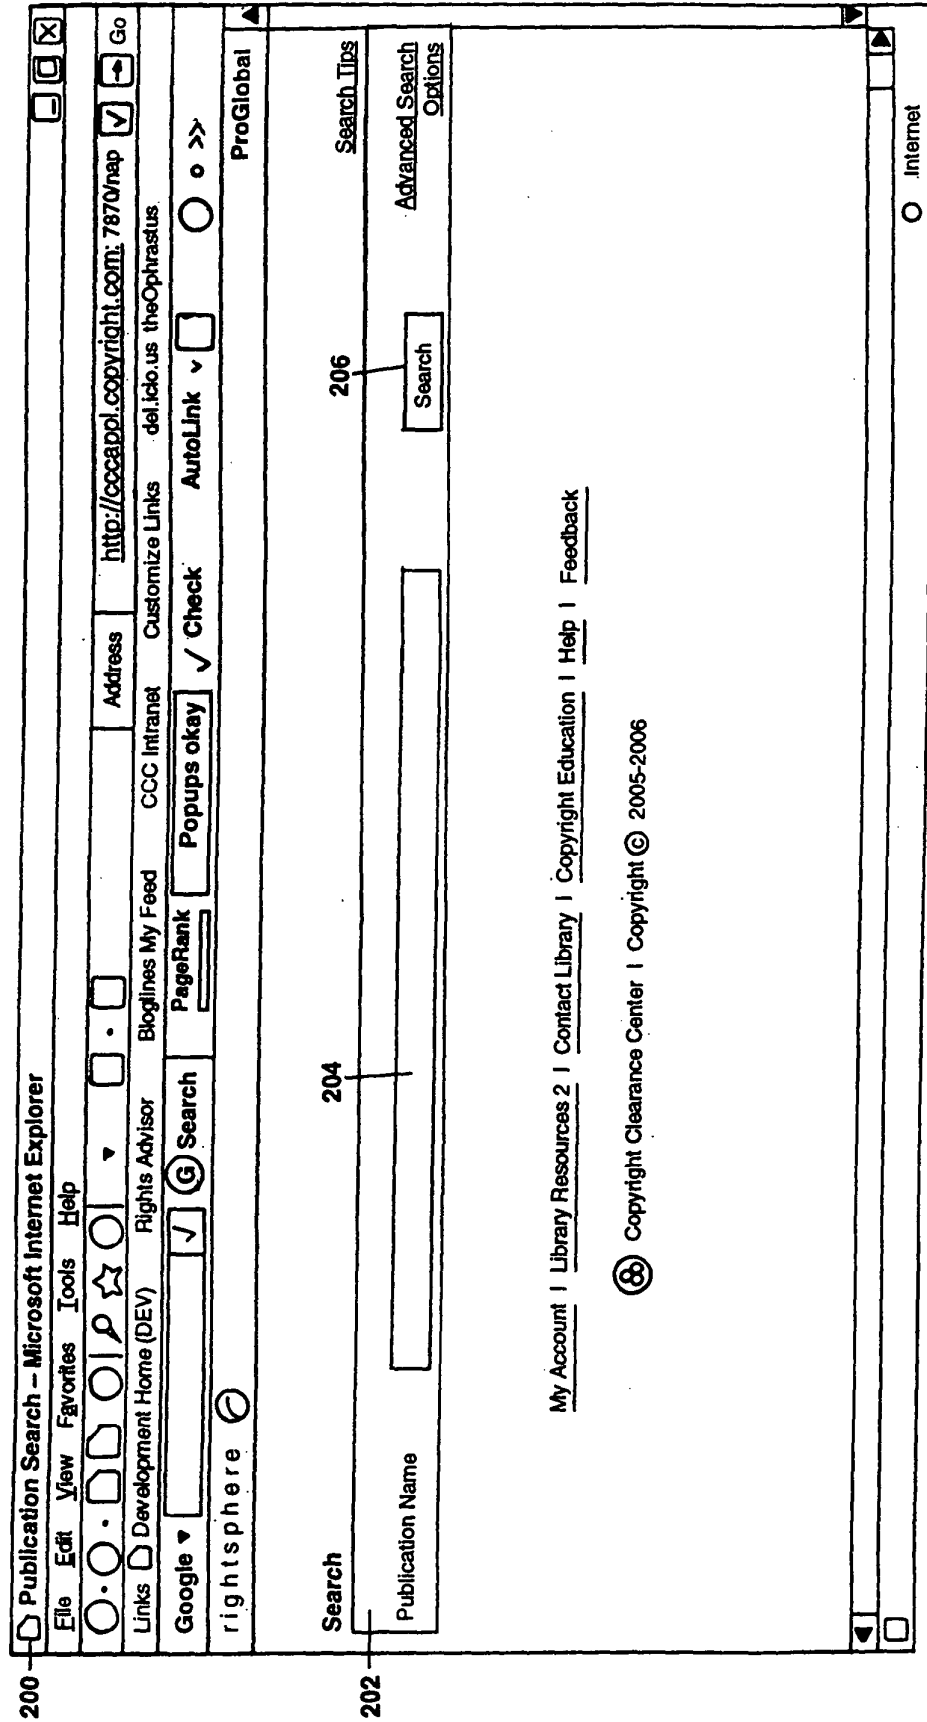 200
Publication Search – Microsoft Internet Explorer
File Edit View Favorites Tools Help
Address http://cccappl.copyright.com: 7870/nap Go
Links Development Home (DEV) Rights Advisor Bloglines My Feed CCC Intranet Customize Links del.iclo.us theOphrastus
Google G Search PageRank Popups okay Check AutoLink >>
rightsphere ProGlobal
Search Search Tips
202
Publication Name 204 Search 206 Advanced Search
Options
My Account | Library Resources 2 | Contact Library | Copyright Education | Help | Feedback
Copyright Clearance Center | Copyright © 2005-2006
Internet